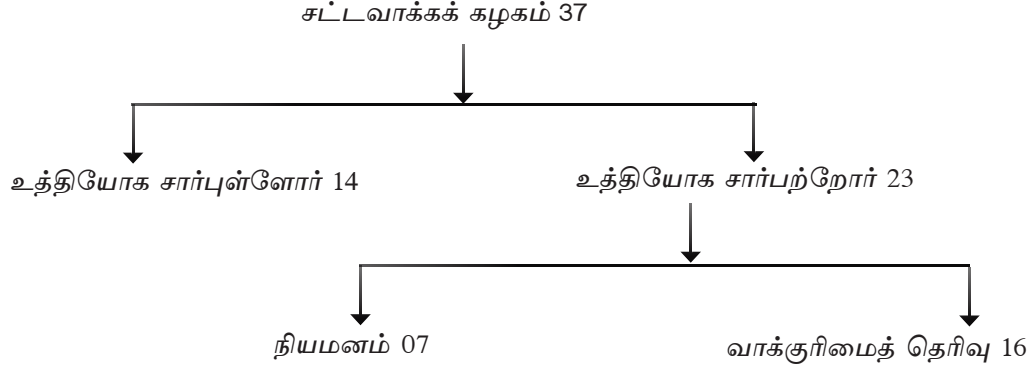 சட்டவாக்கக் கழகம் 37
உத்தியோக சார்புள்ளோர் 14
உத்தியோக சார்பற்றோர் 23
நியமனம் 07
வாக்குரிமைத் தெரிவு 16